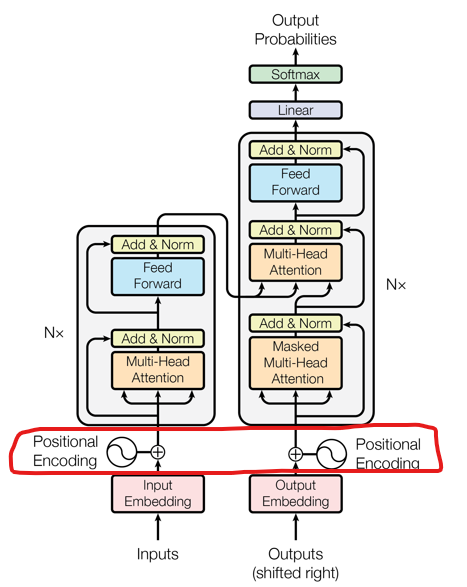 Output
Probabilities
Softmax
Linear
Add & Norm
Feed
Forward
Add & Norm
Multi-Head
Attention
Add & Norm
Masked
Multi-Head
Attention
N×
Add & Norm
Feed
Forward
Add & Norm
Multi-Head
Attention
N×
Positional
Encoding
Positional
Encoding
Input
Embedding
Output
Embedding
Inputs
Outputs
(shifted right)